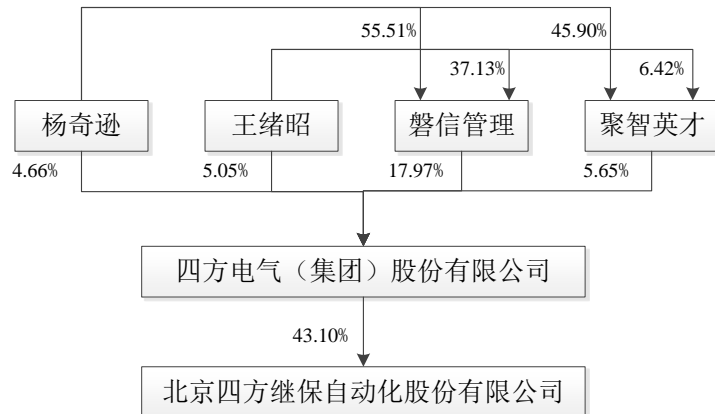 55.51% 45.90%
37.13% 6.42%
杨奇逊 王绪昭 磐信管理 聚智英才
4.66% 5.05% 17.97% 5.65%
四方电气（集团）股份有限公司
43.10%
北京四方继保自动化股份有限公司